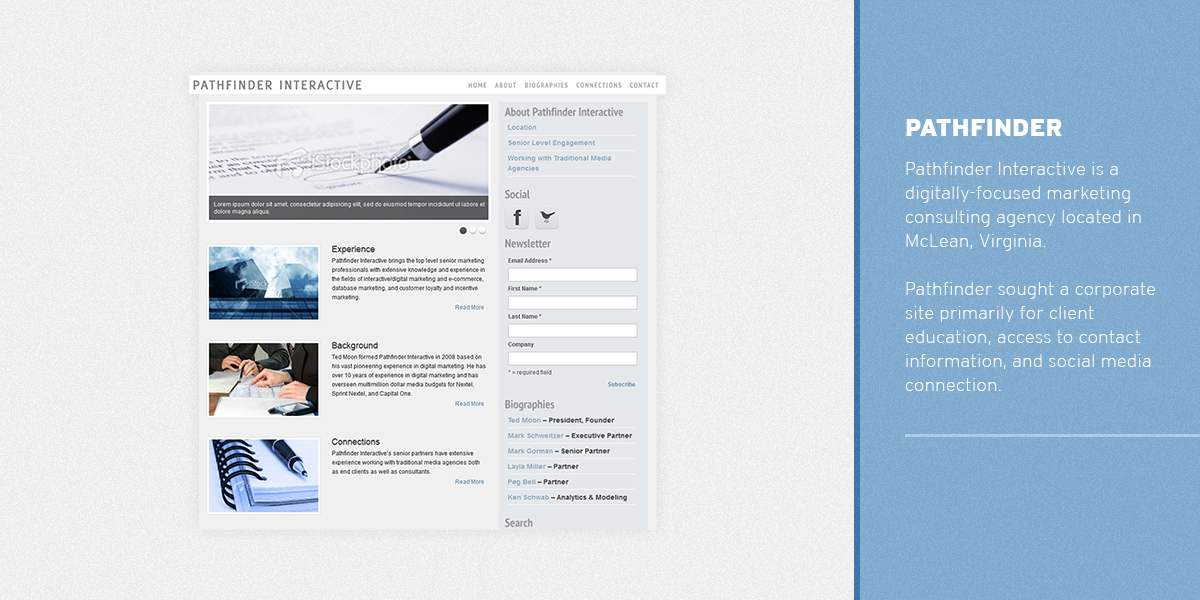 PATHFINDER INTERACTIVE
HOME ABOUT BIOGRAPHIES CONNECTIONS CONTACT
iStockphoto
Signature
Lorem ipsum dolor sit amet, consectetur adipisicing elit, sed do eiusmod tempor incididunt ut labore et
dolore magna aliqua.
Experience
Pathfinder Interactive brings the top level senior marketing
professionals with extensive knowledge and experience in
the fields of interactive/digital marketing and e-commerce,
database marketing, and customer loyalty and incentive
marketing.
Read More
Background
Ted Moon formed Pathfinder Interactive in 2008 based on
his vast pioneering experience in digital marketing. He has
over 10 years of experience in digital marketing and has
overseen multimillion dollar media budgets for Nextel,
Sprint Nextel, and Capital One.
Read More
Connections
Pathfinder Interactive's senior partners have extensive
experience working with traditional media agencies both
as end clients as well as consultants.
Read More
About Pathfinder Interactive
Location
Senior Level Engagement
Working with Traditional Media
Agencies
Social
f
Newsletter
Email Address *
First Name *
Last Name *
Company
* = required field
Subscribe
Biographies
Ted Moon – President, Founder
Mark Schweitzer – Executive Partner
Mark Gorman – Senior Partner
Layla Miller – Partner
Peg Bell – Partner
Ken Schwab – Analytics & Modeling
Search
PATHFINDER
Pathfinder Interactive is a
digitally-focused marketing
consulting agency located in
McLean, Virginia.
Pathfinder sought a corporate
site primarily for client
education, access to contact
information, and social media
connection.